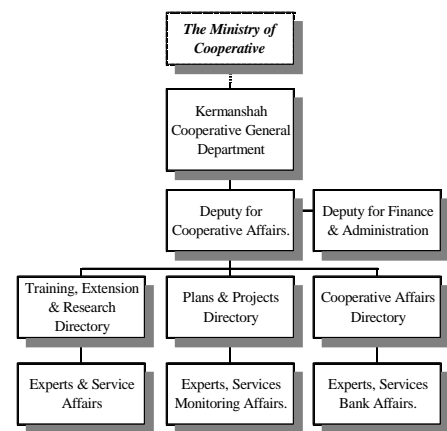 The Ministry of
Cooperative
Kermanshah
Cooperative General
Department
Deputy for
Cooperative Affairs.
Deputy for Finance
& Administration
Training, Extension
& Research
Directory
Plans & Projects
Directory
Cooperative Affairs
Directory
Experts & Service
Affairs
Experts, Services
Monitoring Affairs.
Experts, Services
Bank Affairs.